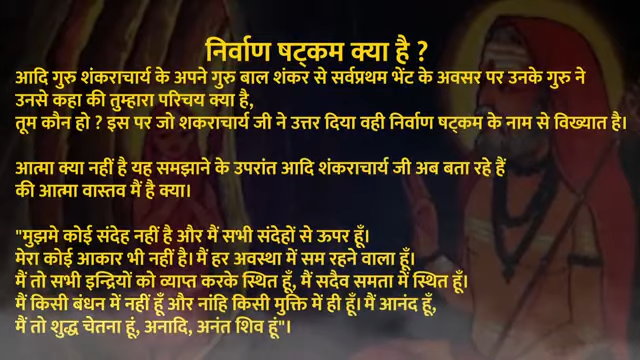 निर्वाण षट्कम क्या है ?
आदि गुरु शंकराचार्य के अपने गुरु बाल शंकर से सर्वप्रथम भेंट के अवसर पर उनके गुरु ने
उनसे कहा की तुम्हारा परिचय क्या है,
तूम कौन हो ? इस पर जो शकराचार्य जी ने उत्तर दिया वही निर्वाण षट्कम के नाम से विख्यात है।
आत्मा क्या नहीं है यह समझाने के उपरांत आदि शंकराचार्य जी अब बता रहे हैं
की आत्मा वास्तव मैं है क्या।
"मुझमे कोई संदेह नहीं है और मैं सभी संदेहों से ऊपर हूँ।
मेरा कोई आकार भी नहीं है। मैं हर अवस्था में सम रहने वाला हूँ।
मैं तो सभी इन्द्रियों को व्याप्त करके स्थित हूँ, मैं सदैव समता में स्थित हूँ।
मैं किसी बंधन में नहीं हूँ और नांहि किसी मुक्ति में ही हूँ। मैं आनंद हूँ,
मैं तो शुद्ध चेतना हूं, अनादि, अनंत शिव हूं"।